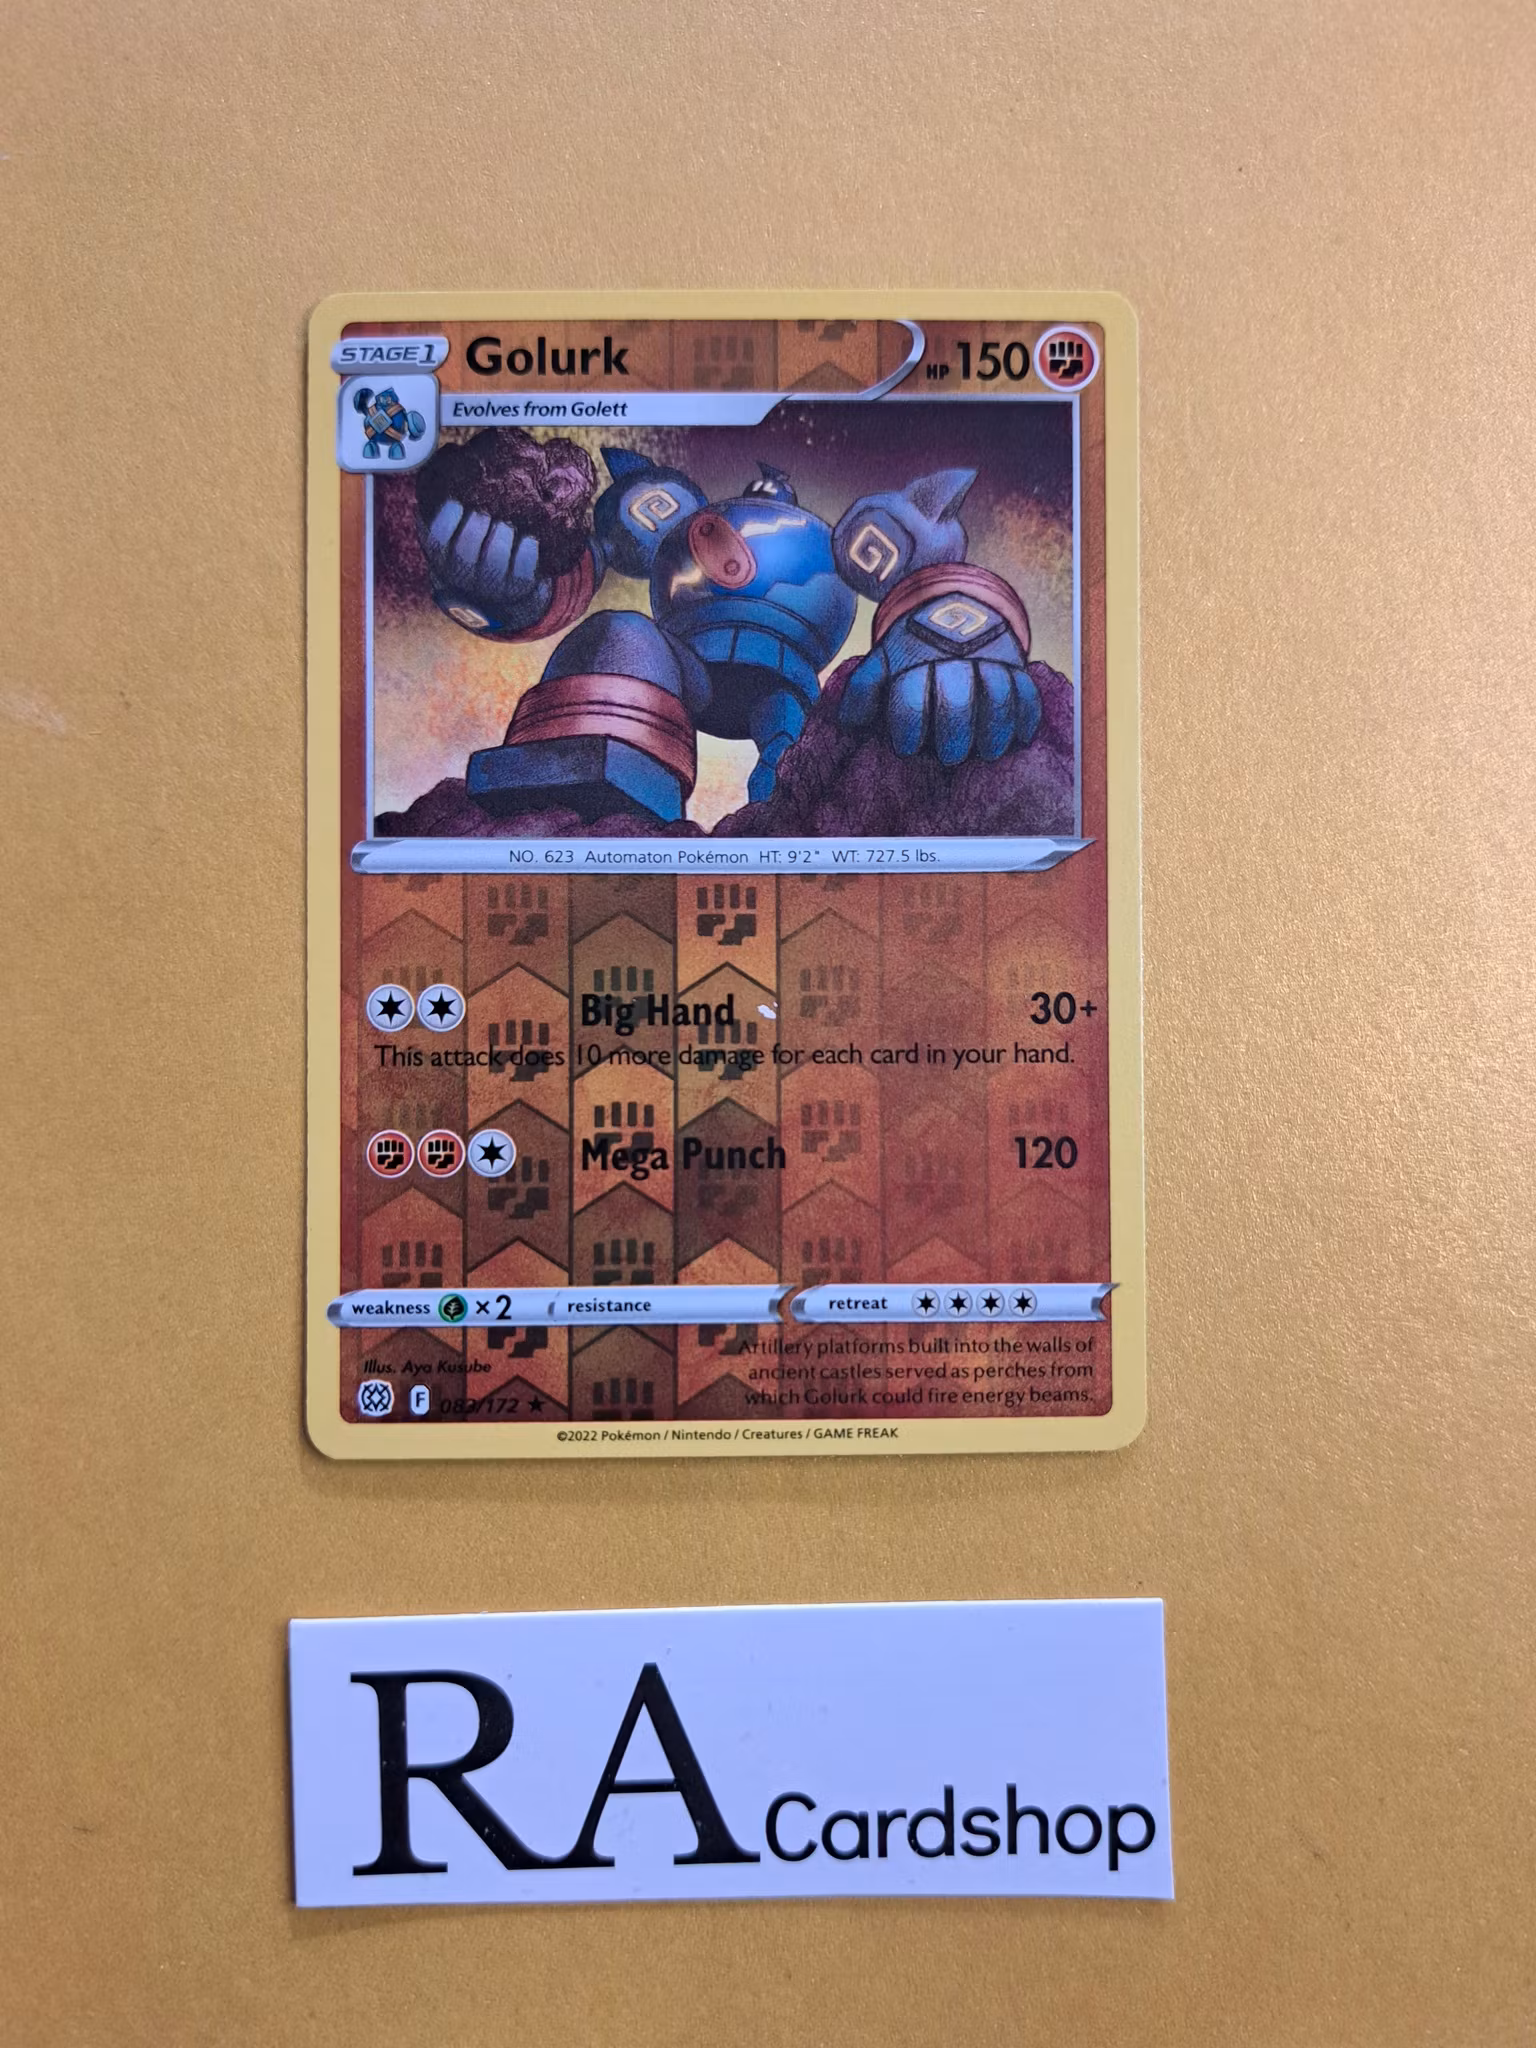 STAGE 1
Golurk
HP 150
Evolves from Golett
NO. 623 Automaton Pokémon HT: 9'2" WT: 727.5 lbs.
Big Hand 30+
This attack does 10 more damage for each card in your hand.
Mega Punch 120
weakness ×2 resistance retreat
Artillery platforms built into the walls of
ancient castles served as perches from
which Golurk could fire energy beams.
Illus. Aya Kusube
F 083/172 ★
©2022 Pokémon / Nintendo / Creatures / GAME FREAK
RA Cardshop